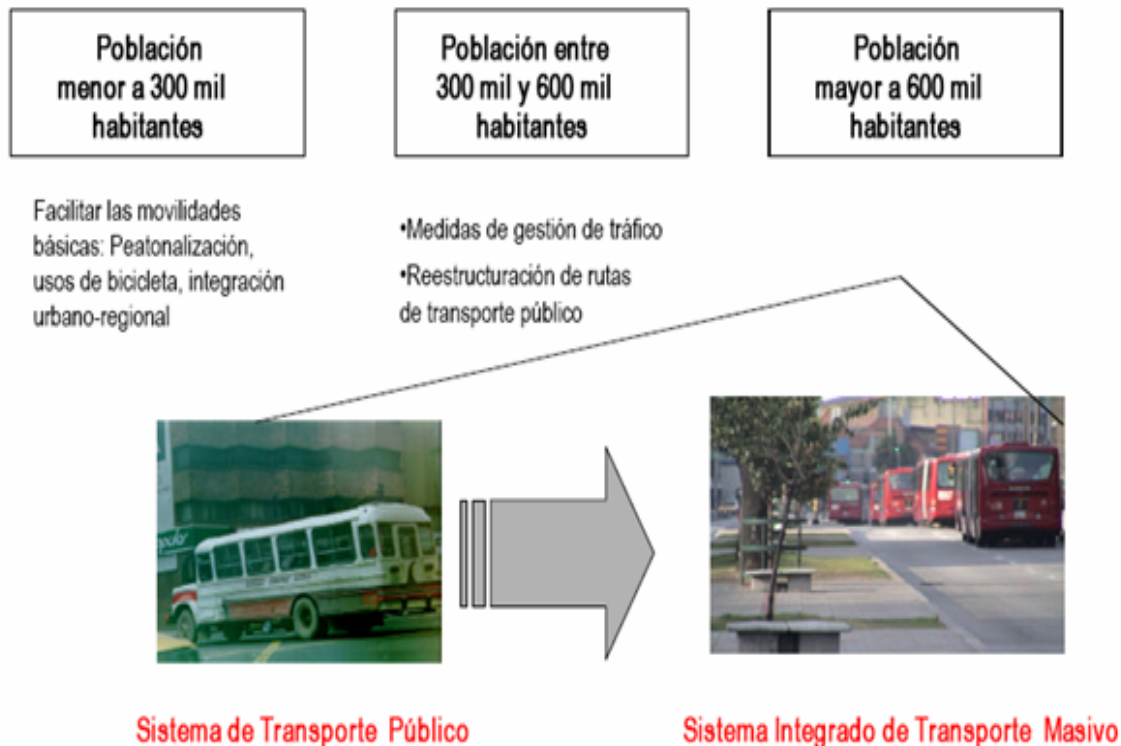 Población
menor a 300 mil
habitantes
Población entre
300 mil y 600 mil
habitantes
Población
mayor a 600 mil
habitantes
Facilitar las movilidades
básicas: Peatonalización,
usos de bicicleta, integración
urbano-regional
•Medidas de gestión de tráfico
•Reestructuración de rutas
de transporte público
Sistema de Transporte Público
Sistema Integrado de Transporte Masivo